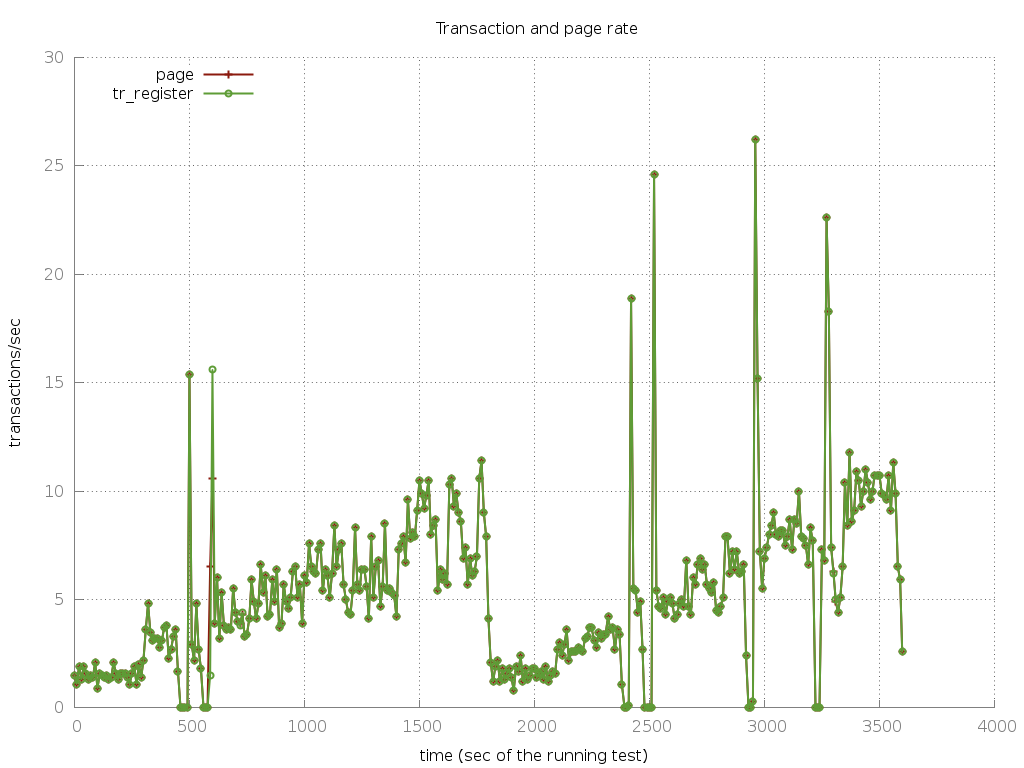 Transaction and page rate
page
tr_register
30
25
20
15
10
5
0
transactions/sec
0 500 1000 1500 2000 2500 3000 3500 4000
time (sec of the running test)